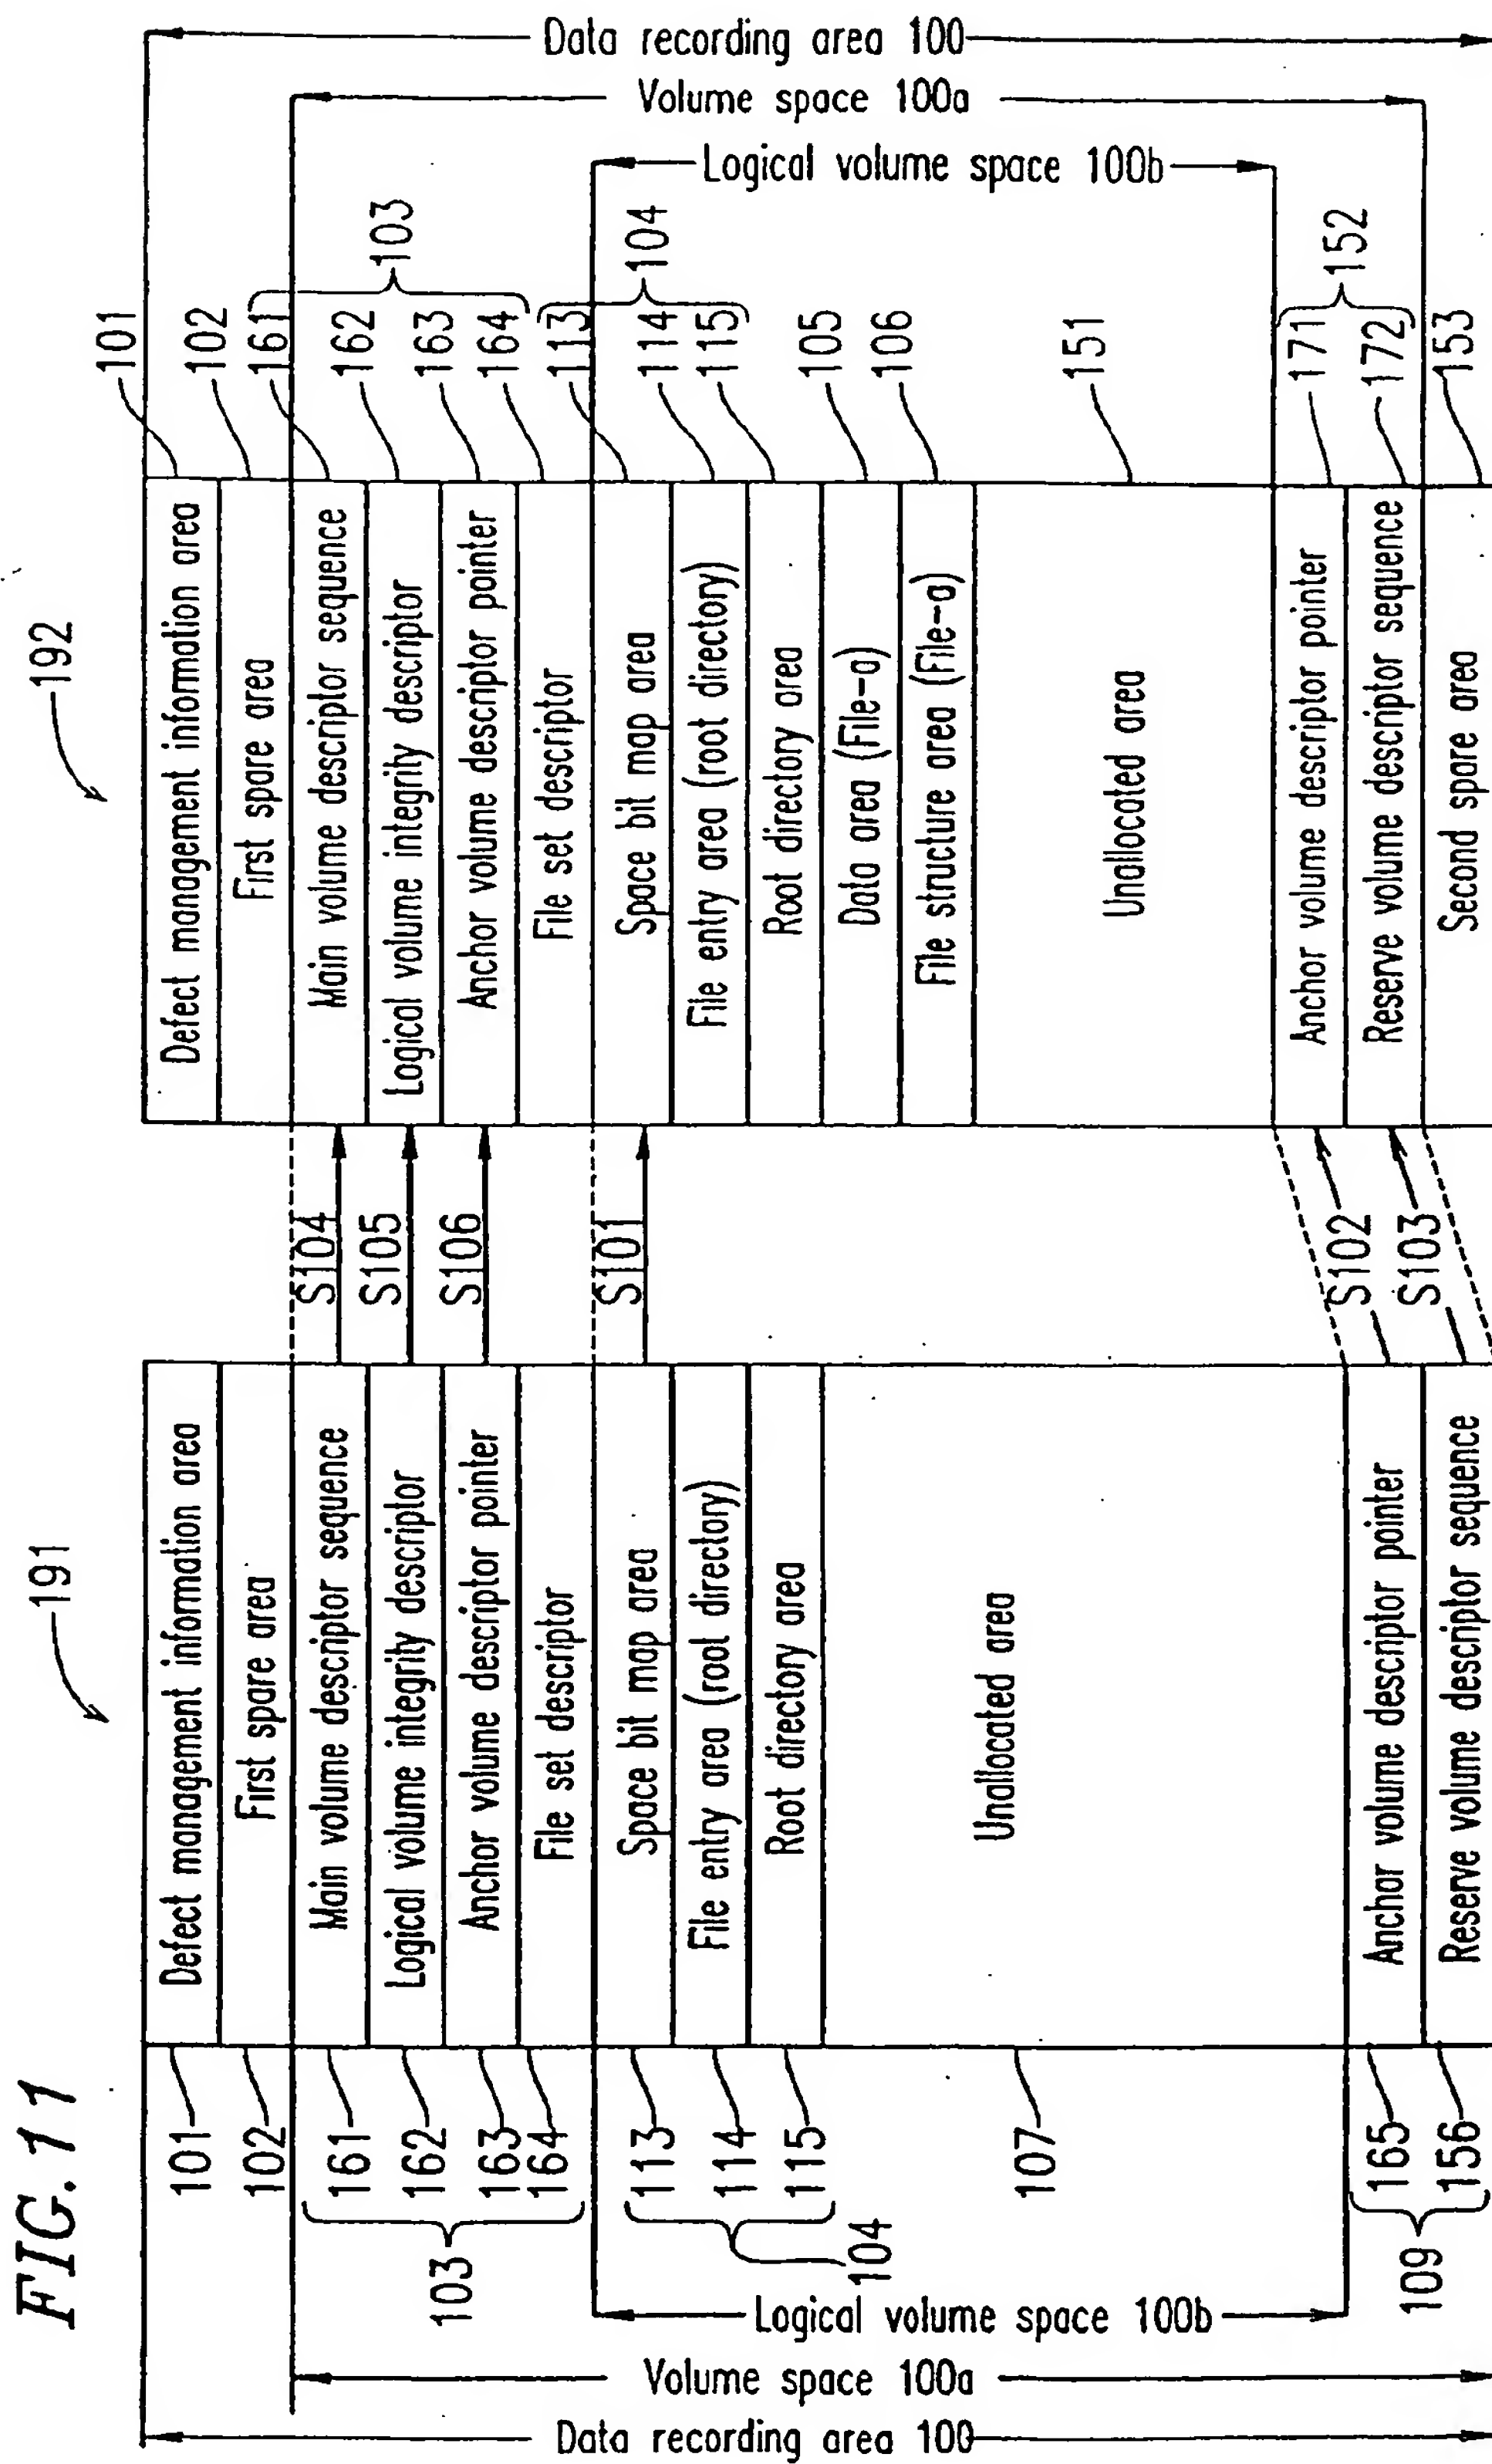 FIG. 11
191
Data recording area 100
Volume space 100a
Logical volume space 100b
101
102
161
162
163
164
103
113
114
115
104
107
165
156
109
Defect management information area
First spare area
Main volume descriptor sequence
Logical volume integrity descriptor
Anchor volume descriptor pointer
File set descriptor
Space bit map area
File entry area (root directory)
Root directory area
Unallocated area
Anchor volume descriptor pointer
Reserve volume descriptor sequence
S104
S105
S106
S101
S102
S103
192
Defect management information area
First spare area
Main volume descriptor sequence
Logical volume integrity descriptor
Anchor volume descriptor pointer
File set descriptor
Space bit map area
File entry area (root directory)
Root directory area
Data area (File-a)
File structure area (File-a)
Unallocated area
Anchor volume descriptor pointer
Reserve volume descriptor sequence
Second spare area
101
102
161
162
163
164
103
113
114
115
104
105
106
151
171
172
152
153
Logical volume space 100b
Volume space 100a
Data recording area 100